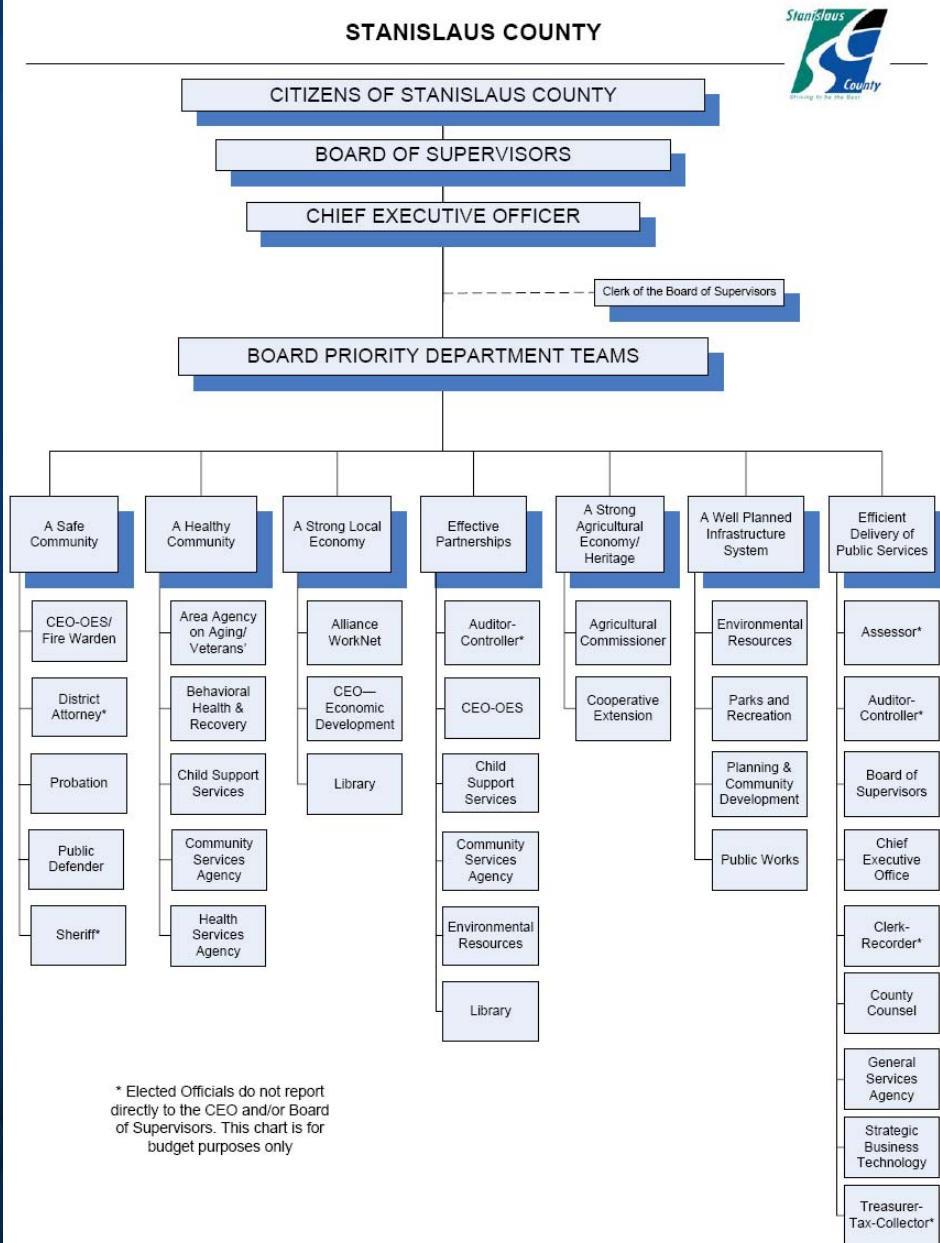 STANISLAUS COUNTY
Stanislaus
County
Striving to be the Best
CITIZENS OF STANISLAUS COUNTY
BOARD OF SUPERVISORS
CHIEF EXECUTIVE OFFICER
Clerk of the Board of Supervisors
BOARD PRIORITY DEPARTMENT TEAMS
A Safe
Community
CEO-OES/
Fire Warden
District
Attorney*
Probation
Public
Defender
Sheriff*
A Healthy
Community
Area Agency
on Aging/
Veterans'
Behavioral
Health &
Recovery
Child Support
Services
Community
Services
Agency
Health
Services
Agency
A Strong Local
Economy
Alliance
WorkNet
CEO—
Economic
Development
Library
Effective
Partnerships
Auditor-
Controller*
CEO-OES
Child
Support
Services
Community
Services
Agency
Environmental
Resources
Library
A Strong
Agricultural
Economy/
Heritage
Agricultural
Commissioner
Cooperative
Extension
A Well Planned
Infrastructure
System
Environmental
Resources
Parks and
Recreation
Planning &
Community
Development
Public Works
Efficient
Delivery of
Public Services
Assessor*
Auditor-
Controller*
Board of
Supervisors
Chief
Executive
Office
Clerk-
Recorder*
County
Counsel
General
Services
Agency
Strategic
Business
Technology
Treasurer-
Tax-Collector*
* Elected Officials do not report
directly to the CEO and/or Board
of Supervisors. This chart is for
budget purposes only